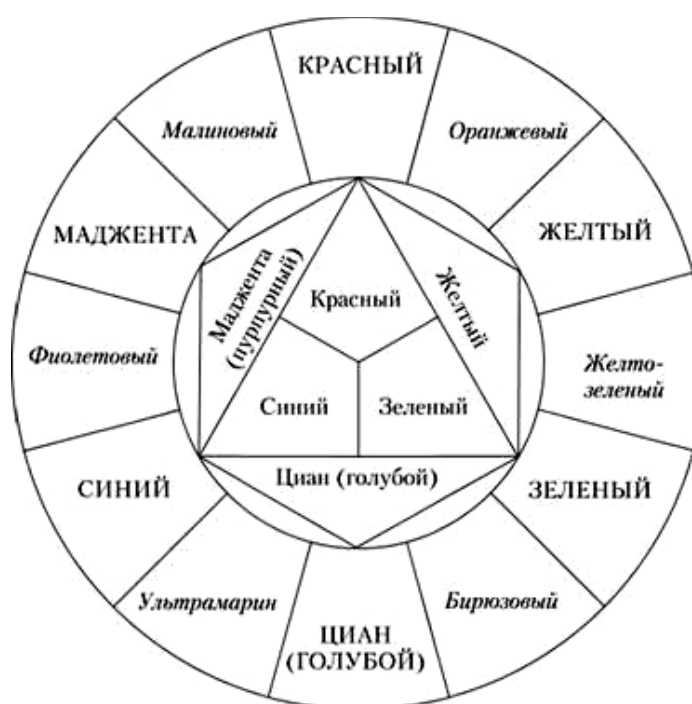 КРАСНЫЙ
Малиновый
Оранжевый
МАДЖЕНТА
ЖЕЛТЫЙ
Маджента
(пурпурный)
Желтый
Красный
Фиолетовый
Желто-
зеленый
Синий
Зеленый
Циан (голубой)
СИНИЙ
ЗЕЛЕНЫЙ
Ультрамарин
Бирюзовый
ЦИАН
(ГОЛУБОЙ)